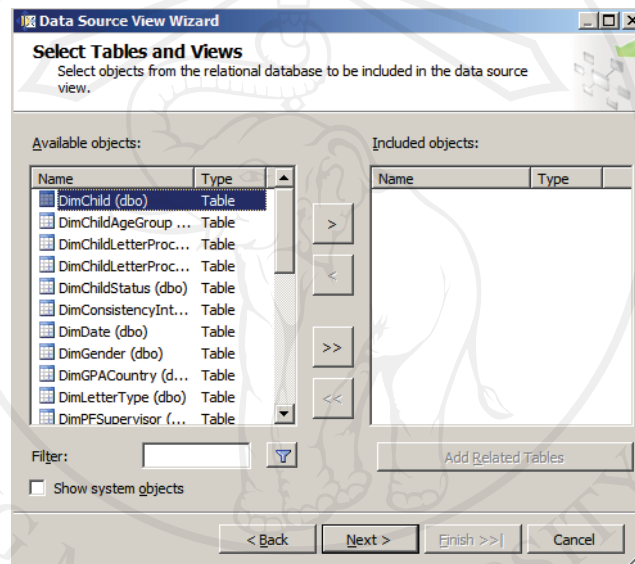 Data Source View Wizard
Select Tables and Views
Select objects from the relational database to be included in the data source
view.
Available objects:
Included objects:
Name Type
Name Type
DimChild (dbo) Table
DimChildAgeGroup ... Table
DimChildLetterProc... Table
DimChildLetterProc... Table
DimChildStatus (dbo) Table
DimConsistencyInt... Table
DimDate (dbo) Table
DimGender (dbo) Table
DimGPACountry (d... Table
DimLetterType (dbo) Table
DimPFSupervisor (... Table
>
<
>>
<<
Filter:
Add Related Tables
Show system objects
< Back Next > Finish >>| Cancel